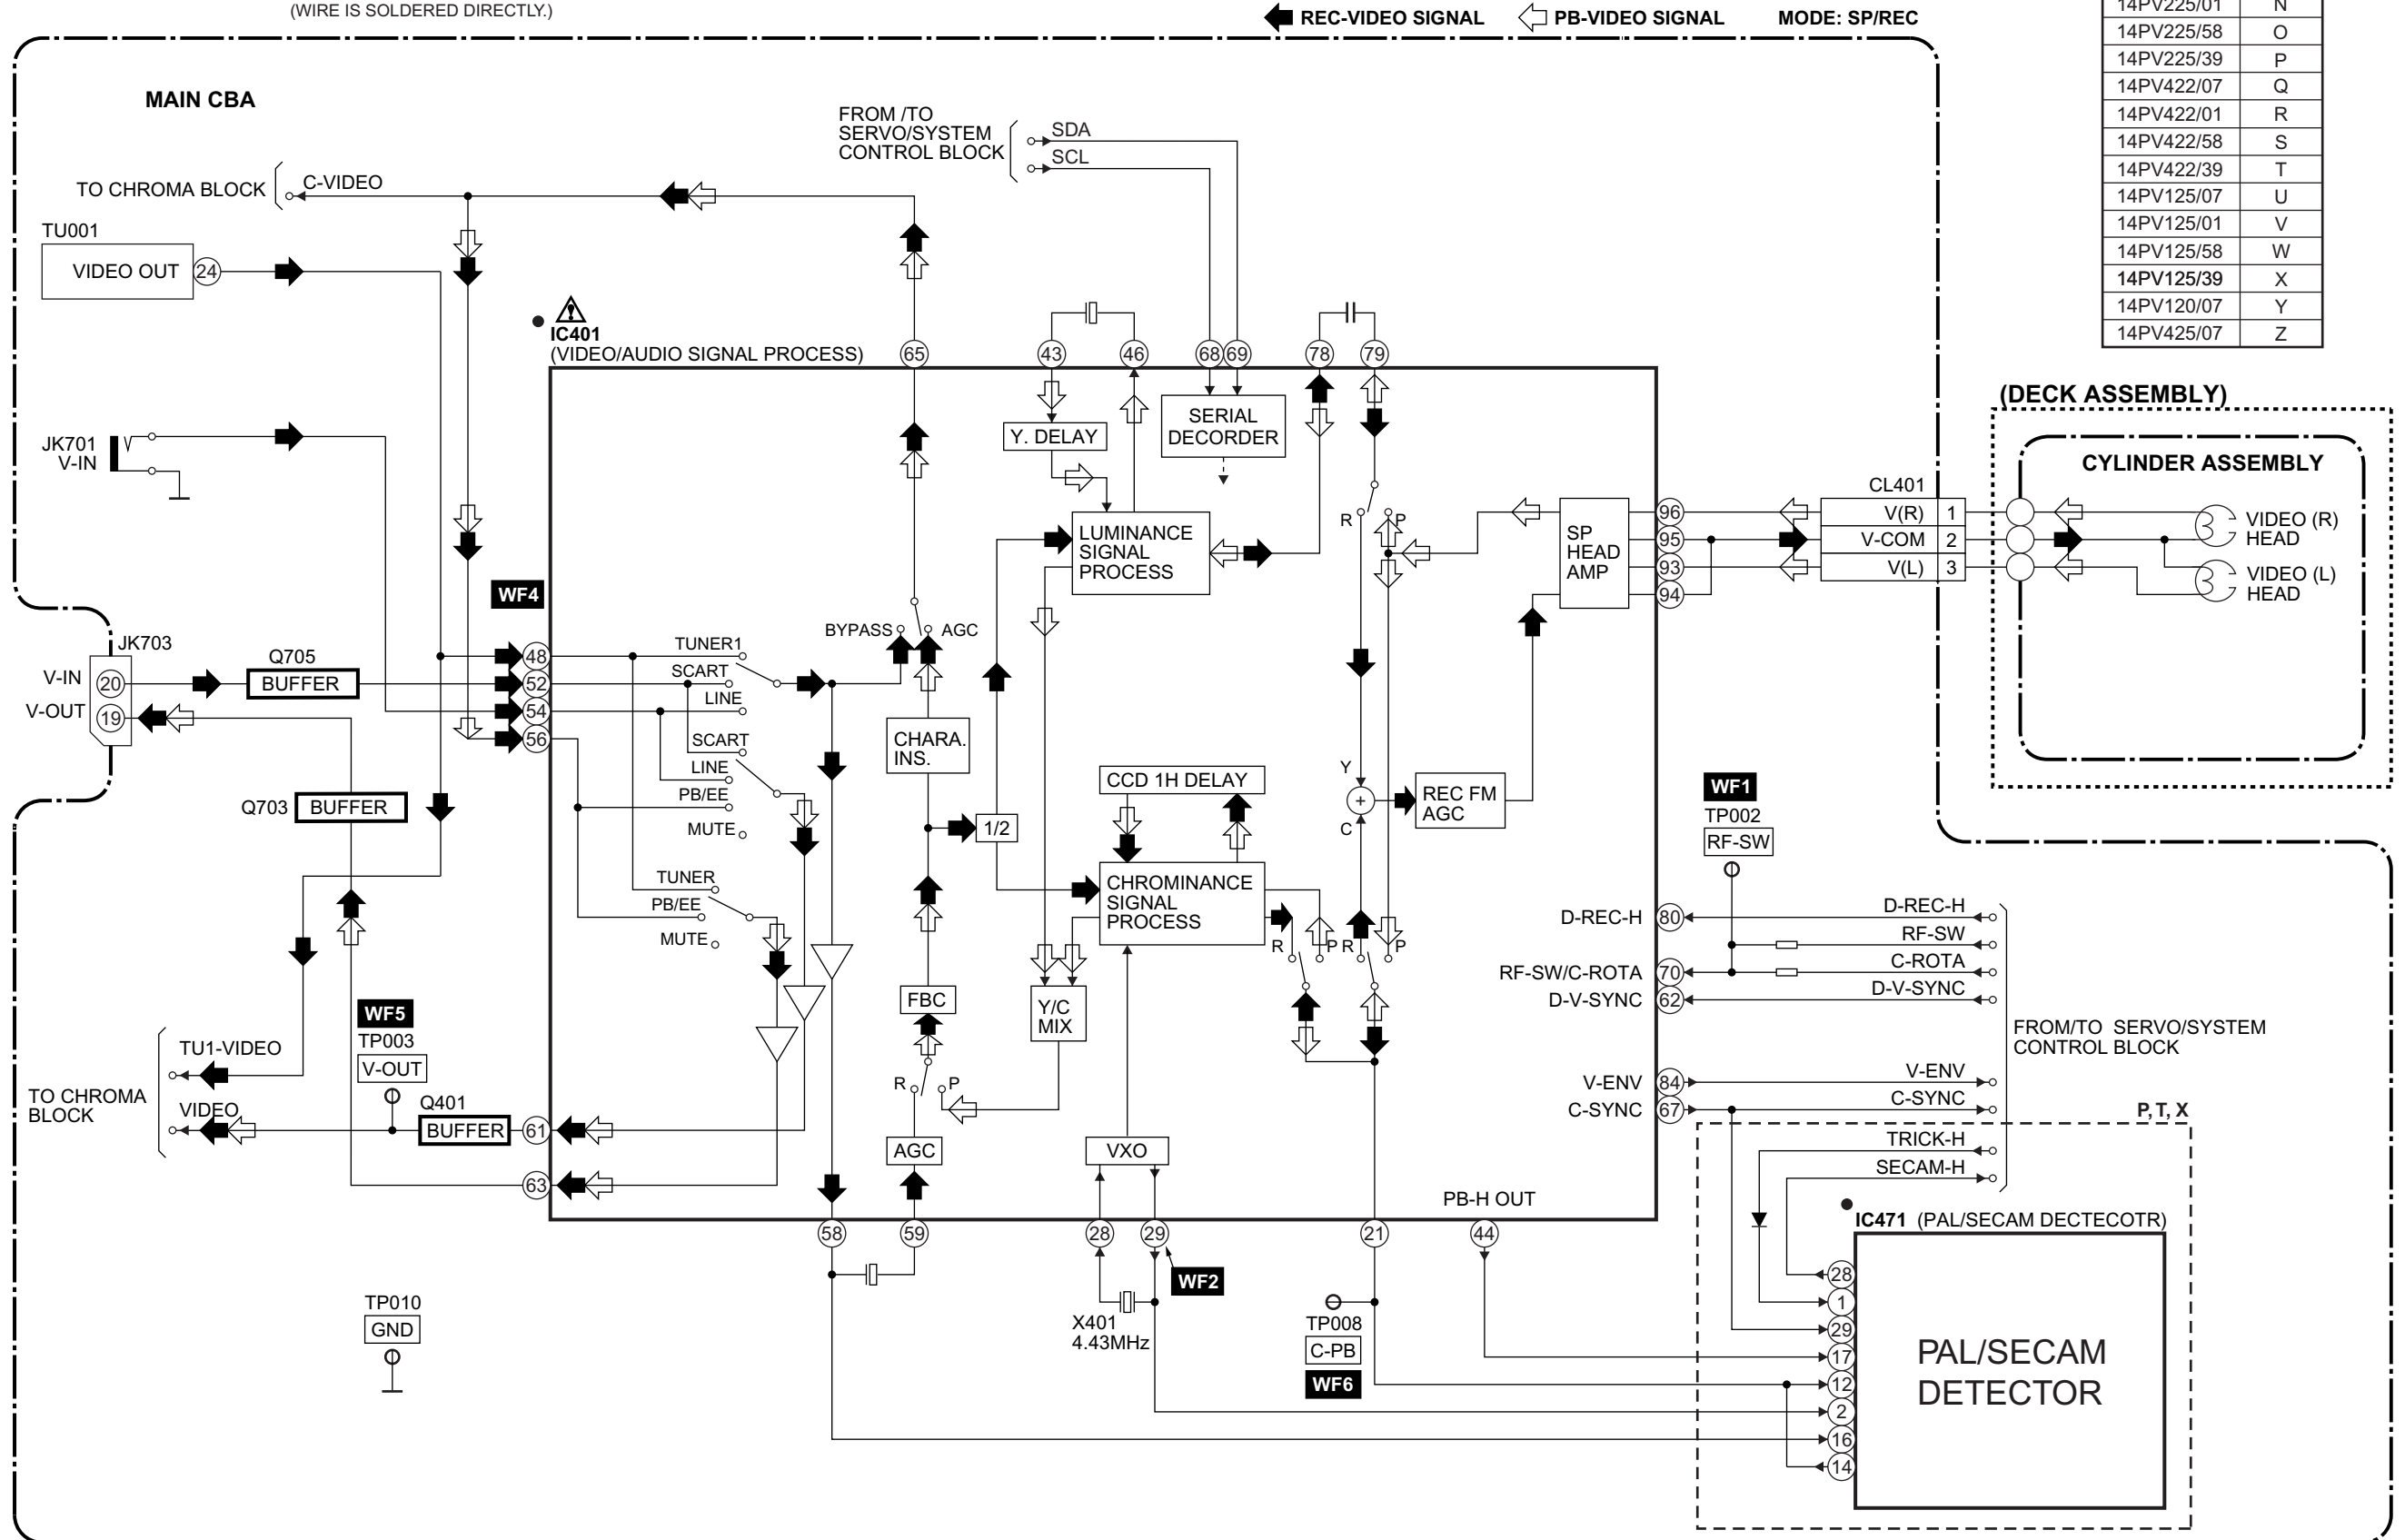 (WIRE IS SOLDERED DIRECTLY.)
REC-VIDEO SIGNAL
PB-VIDEO SIGNAL
MODE: SP/REC
14PV225/01 N
14PV225/58 O
14PV225/39 P
14PV422/07 Q
14PV422/01 R
14PV422/58 S
14PV422/39 T
14PV125/07 U
14PV125/01 V
14PV125/58 W
14PV125/39 X
14PV120/07 Y
14PV425/07 Z
MAIN CBA
FROM /TO
SERVO/SYSTEM
CONTROL BLOCK
SDA
SCL
TO CHROMA BLOCK
C-VIDEO
TU001
VIDEO OUT
24
IC401
(VIDEO/AUDIO SIGNAL PROCESS)
65
43
46
68
69
78
79
JK701
V-IN
Y. DELAY
SERIAL
DECORDER
LUMINANCE
SIGNAL
PROCESS
R
P
SP
HEAD
AMP
96
95
93
94
CL401
V(R) 1
V-COM 2
V(L) 3
(DECK ASSEMBLY)
CYLINDER ASSEMBLY
VIDEO (R)
HEAD
VIDEO (L)
HEAD
WF4
JK703
V-IN
20
V-OUT
19
Q705
BUFFER
48
52
54
56
TUNER1
SCART
LINE
BYPASS
AGC
SCART
LINE
PB/EE
MUTE
TUNER
PB/EE
MUTE
CHARA.
INS.
1/2
CCD 1H DELAY
CHROMINANCE
SIGNAL
PROCESS
Y
+
C
REC FM
AGC
R
P
R
P
Q703
BUFFER
WF1
TP002
RF-SW
D-REC-H
80
D-REC-H
RF-SW
RF-SW/C-ROTA
70
C-ROTA
D-V-SYNC
62
D-V-SYNC
FROM/TO SERVO/SYSTEM
CONTROL BLOCK
V-ENV
84
V-ENV
C-SYNC
67
C-SYNC
P, T, X
TRICK-H
SECAM-H
FBC
Y/C
MIX
R
P
AGC
VXO
WF5
TP003
V-OUT
TO CHROMA
BLOCK
TU1-VIDEO
VIDEO
Q401
BUFFER
61
63
PB-H OUT
58
59
28
29
21
44
WF2
X401
4.43MHz
TP008
C-PB
WF6
TP010
GND
IC471 (PAL/SECAM DECTECOTR)
28
1
29
17
12
2
16
14
PAL/SECAM
DETECTOR